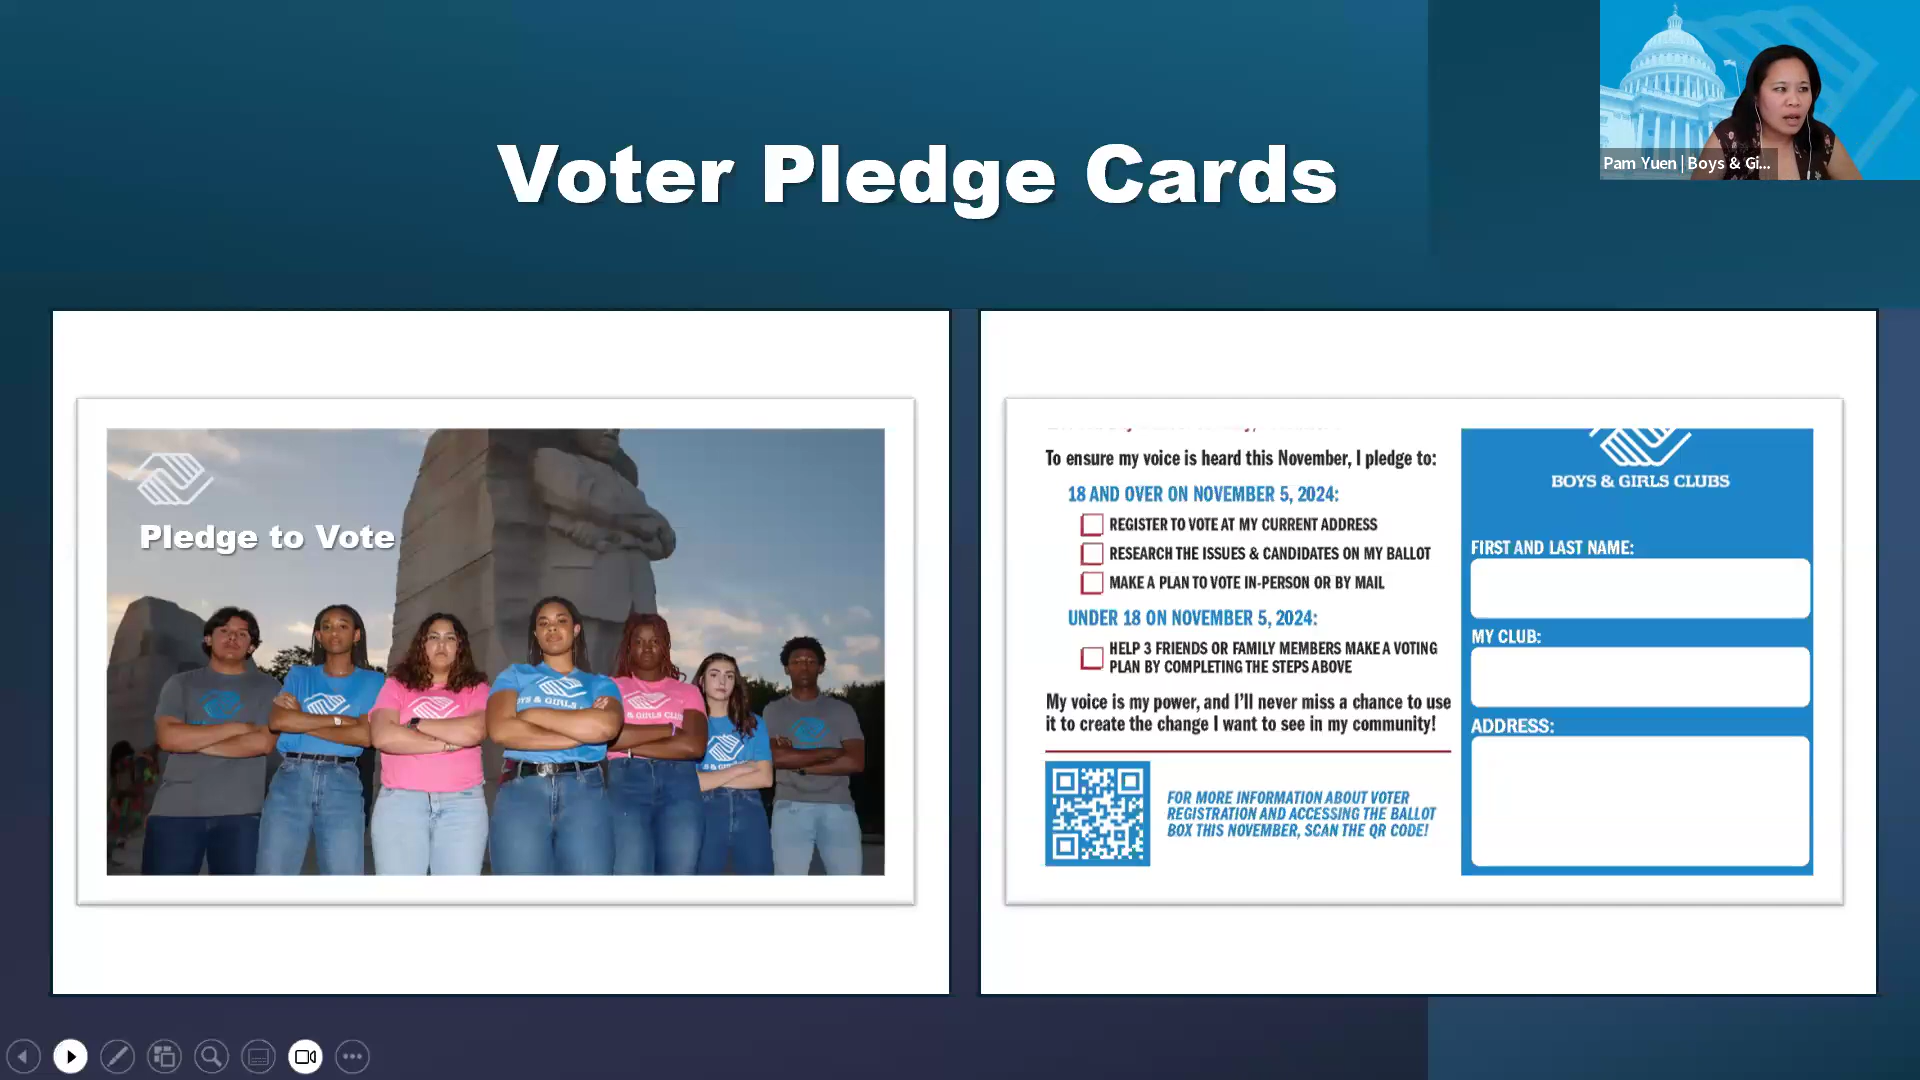 Voter Pledge Cards
Pam Yuen | Boys & Gi...
Pledge to Vote
BOYS & GIRLS CLUB
To ensure my voice is heard this November, I pledge to:
18 AND OVER ON NOVEMBER 5, 2024:
REGISTER TO VOTE AT MY CURRENT ADDRESS
RESEARCH THE ISSUES & CANDIDATES ON MY BALLOT
MAKE A PLAN TO VOTE IN-PERSON OR BY MAIL
UNDER 18 ON NOVEMBER 5, 2024:
HELP 3 FRIENDS OR FAMILY MEMBERS MAKE A VOTING
PLAN BY COMPLETING THE STEPS ABOVE
My voice is my power, and I'll never miss a chance to use
it to create the change I want to see in my community!
FOR MORE INFORMATION ABOUT VOTER
REGISTRATION AND ACCESSING THE BALLOT
BOX THIS NOVEMBER, SCAN THE QR CODE!
BOYS & GIRLS CLUBS
FIRST AND LAST NAME:
MY CLUB:
ADDRESS: